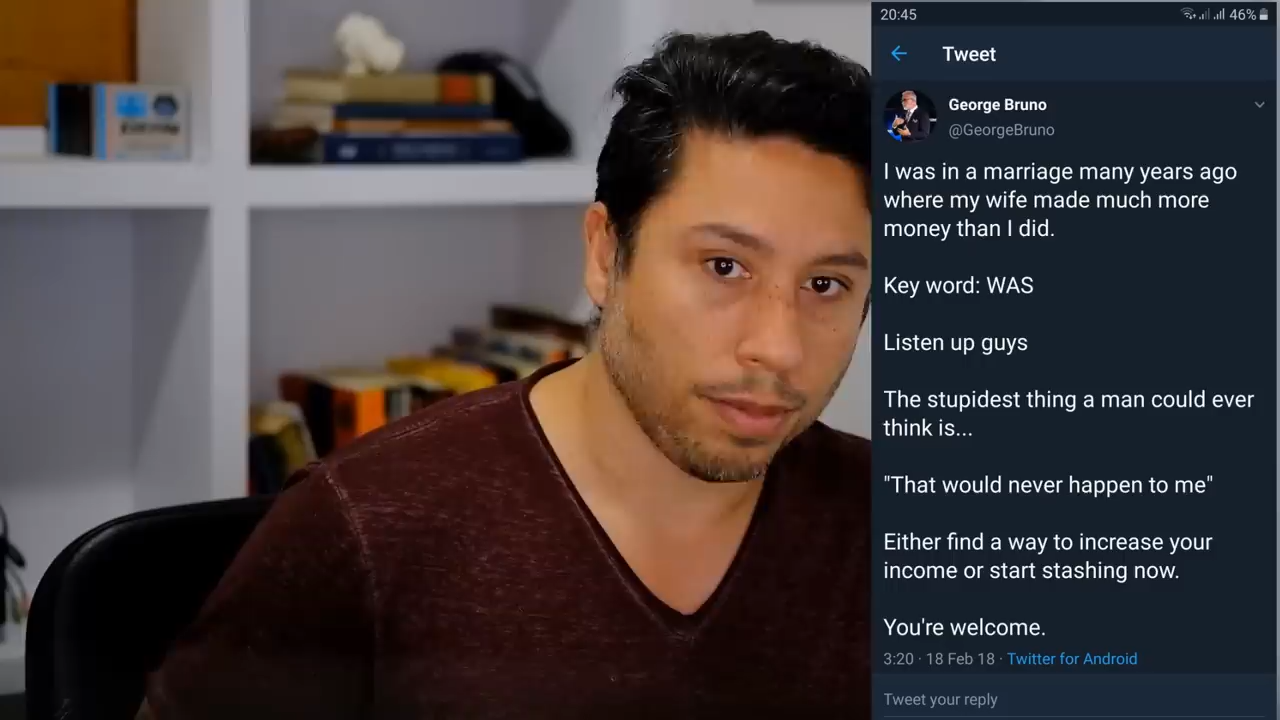 20:45
46%
Tweet
George Bruno
@GeorgeBruno
I was in a marriage many years ago
where my wife made much more
money than I did.
Key word: WAS
Listen up guys
The stupidest thing a man could ever
think is...
"That would never happen to me"
Either find a way to increase your
income or start stashing now.
You're welcome.
3:20 · 18 Feb 18 · Twitter for Android
Tweet your reply